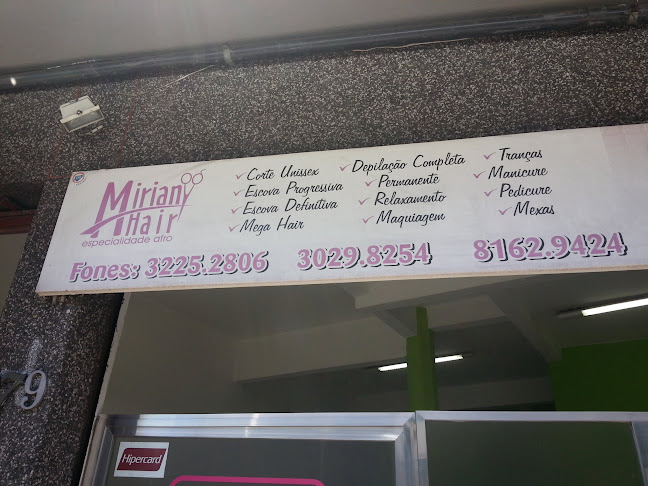 Miriany
Hair
especialidade afro
✓ Corte Unissex
✓ Escova Progressiva
✓ Escova Definitiva
✓ Mega Hair
✓ Depilação Completa
✓ Permanente
✓ Relaxamento
✓ Maquiagem
✓ Tranças
✓ Manicure
✓ Pedicure
✓ Mexas
Fones: 3225.2806 3029.8254 8162.9424
79
Hipercard